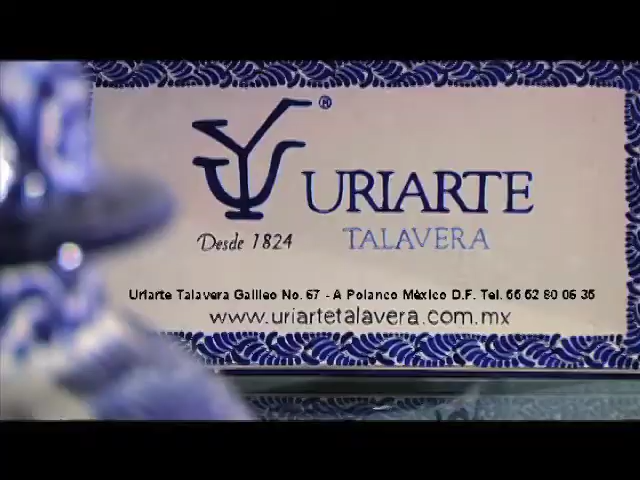 ®
URIARTE
Desde 1824 TALAVERA
Uriarte Talavera Galileo No. 67 - A Polanco México D.F. Tel. 55 52 80 06 35
www.uriartetalavera.com.mx